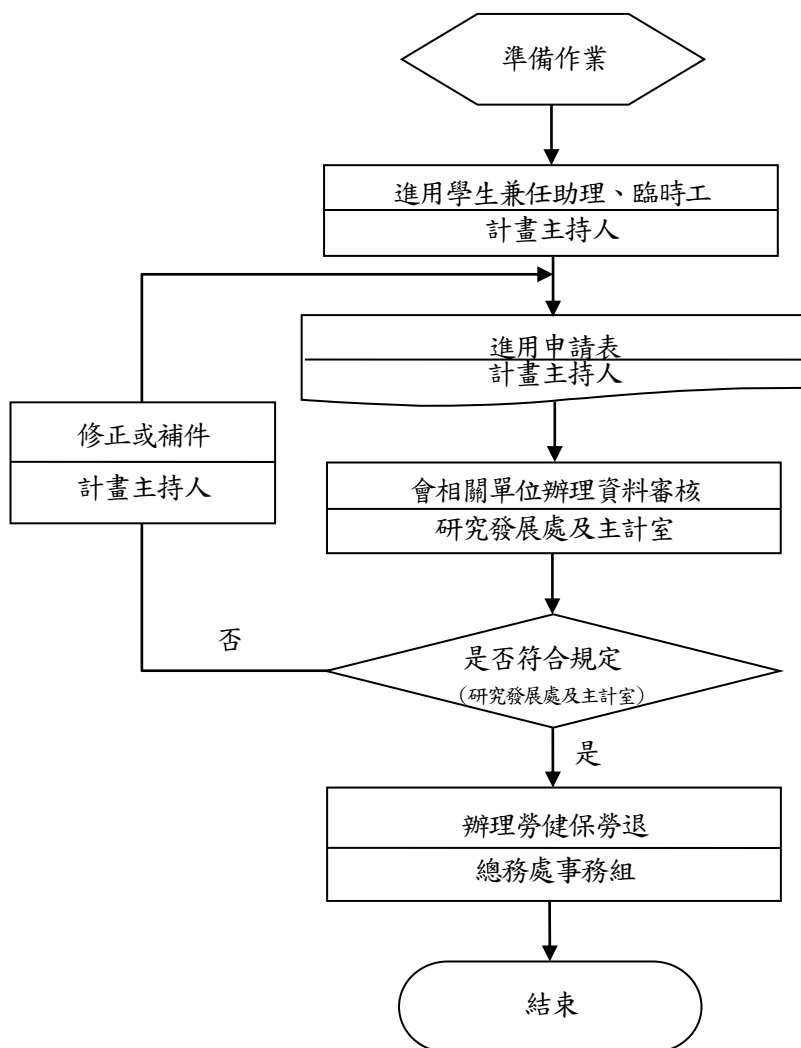 準備作業
進用學生兼任助理、臨時工
計畫主持人
進用申請表
計畫主持人
修正或補件
計畫主持人
會相關單位辦理資料審核
研究發展處及主計室
否
是否符合規定
(研究發展處及主計室)
是
辦理勞健保勞退
總務處事務組
結束